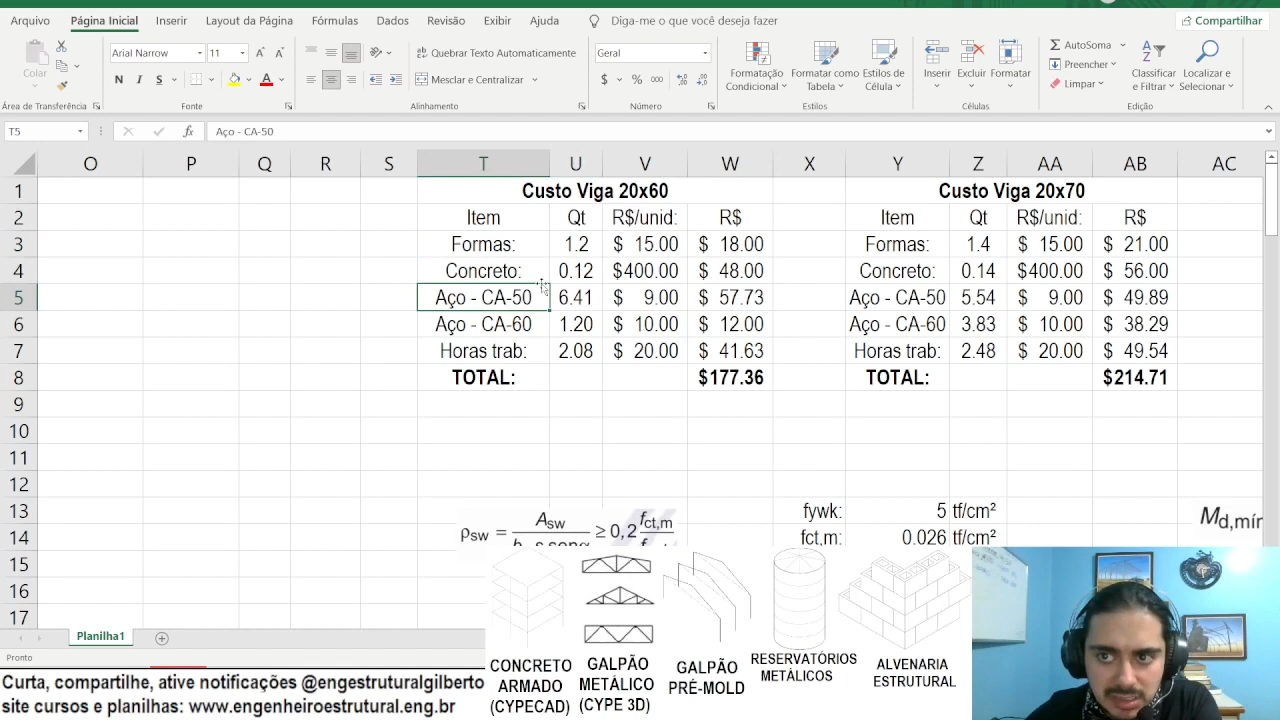 Arquivo Página Inicial Inserir Layout da Página Fórmulas Dados Revisão Exibir Ajuda Diga-me o que você deseja fazer Compartilhar
Colar Arial Narrow 11 Quebrar Texto Automaticamente Geral
N I S A Mesclar e Centralizar $ % 000
Formatação Condicional Formatar como Tabela Estilos de Célula Inserir Excluir Formatar
AutoSoma
Preencher
Limpar
Classificar e Filtrar Localizar e Selecionar
Área de Transferência Fonte Alinhamento Número Estilos Células Edição
T5 fx Aço - CA-50
O P Q R S T U V W X Y Z AA AB AC
1 Custo Viga 20x60 Custo Viga 20x70
2 Item Qt R$/unid: R$ Item Qt R$/unid: R$
3 Formas: 1.2 $ 15.00 $ 18.00 Formas: 1.4 $ 15.00 $ 21.00
4 Concreto: 0.12 $400.00 $ 48.00 Concreto: 0.14 $400.00 $ 56.00
5 Aço - CA-50 6.41 $ 9.00 $ 57.73 Aço - CA-50 5.54 $ 9.00 $ 49.89
6 Aço - CA-60 1.20 $ 10.00 $ 12.00 Aço - CA-60 3.83 $ 10.00 $ 38.29
7 Horas trab: 2.08 $ 20.00 $ 41.63 Horas trab: 2.48 $ 20.00 $ 49.54
8 TOTAL: $177.36 TOTAL: $214.71
9
10
11
12
13 fywk: 5 tf/cm²
14 fct,m: 0.026 tf/cm²
ρsw = Asw ≥ 0,2 fct,m
15
16
17
Planilha1
Pronto
CONCRETO ARMADO (CYPECAD)
GALPÃO METÁLICO (CYPE 3D)
GALPÃO PRÉ-MOLD
RESERVATÓRIOS METÁLICOS
ALVENARIA ESTRUTURAL
Curta, compartilhe, ative notificações @engestruturalgilberto
site cursos e planilhas: www.engenheiroestrutural.eng.br